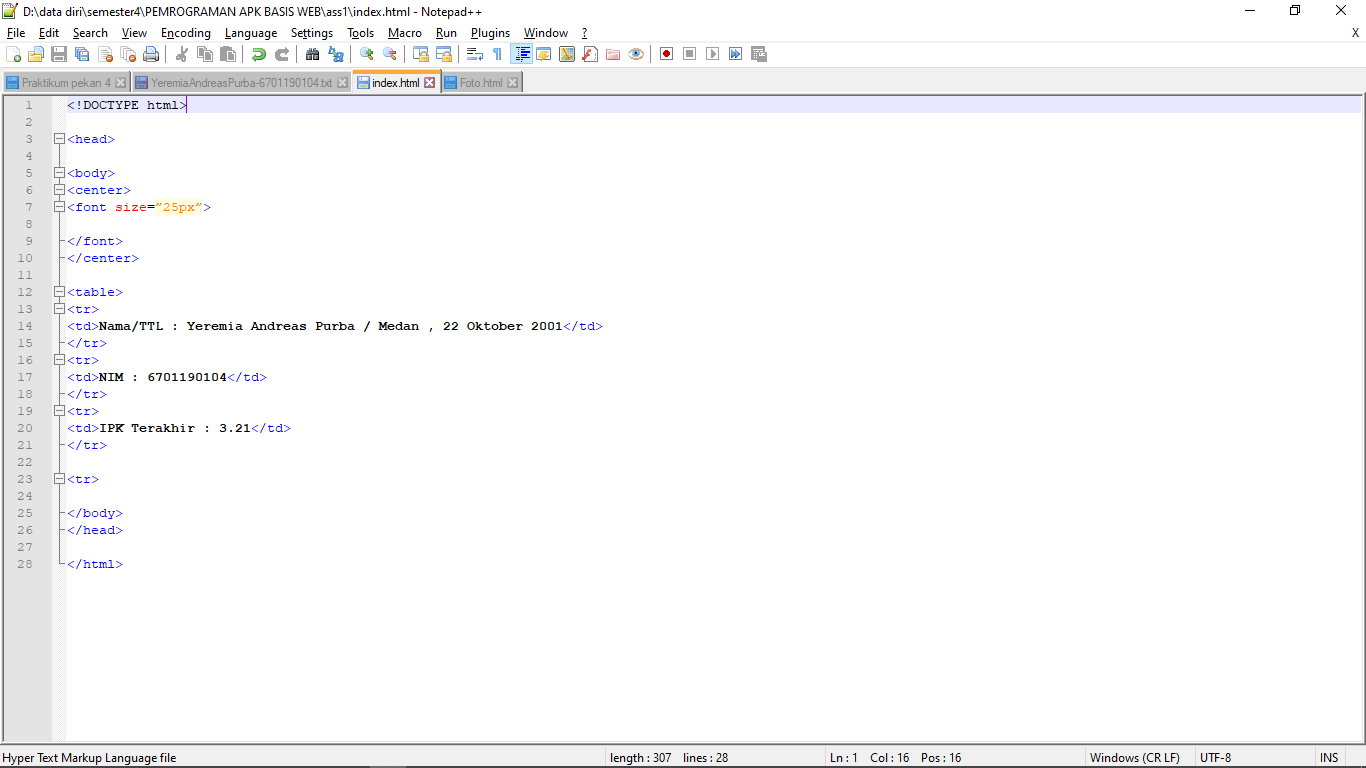 D:\data diri\semester4\PEMROGRAMAN APK BASIS WEB\ass1\index.html - Notepad++
File Edit Search View Encoding Language Settings Tools Macro Run Plugins Window ? X
Praktikum pekan 4 YeremiaAndreasPurba-6701190104.txt index.html Foto.html
1 <!DOCTYPE html>
2
3 <head>
4
5 <body>
6 <center>
7 <font size=”25px”>
8
9 </font>
10 </center>
11
12 <table>
13 <tr>
14 <td>Nama/TTL : Yeremia Andreas Purba / Medan , 22 Oktober 2001</td>
15 </tr>
16 <tr>
17 <td>NIM : 6701190104</td>
18 </tr>
19 <tr>
20 <td>IPK Terakhir : 3.21</td>
21 </tr>
22
23 <tr>
24
25 </body>
26 </head>
27
28 </html>
Hyper Text Markup Language file length : 307 lines : 28 Ln : 1 Col : 16 Pos : 16 Windows (CR LF) UTF-8 INS